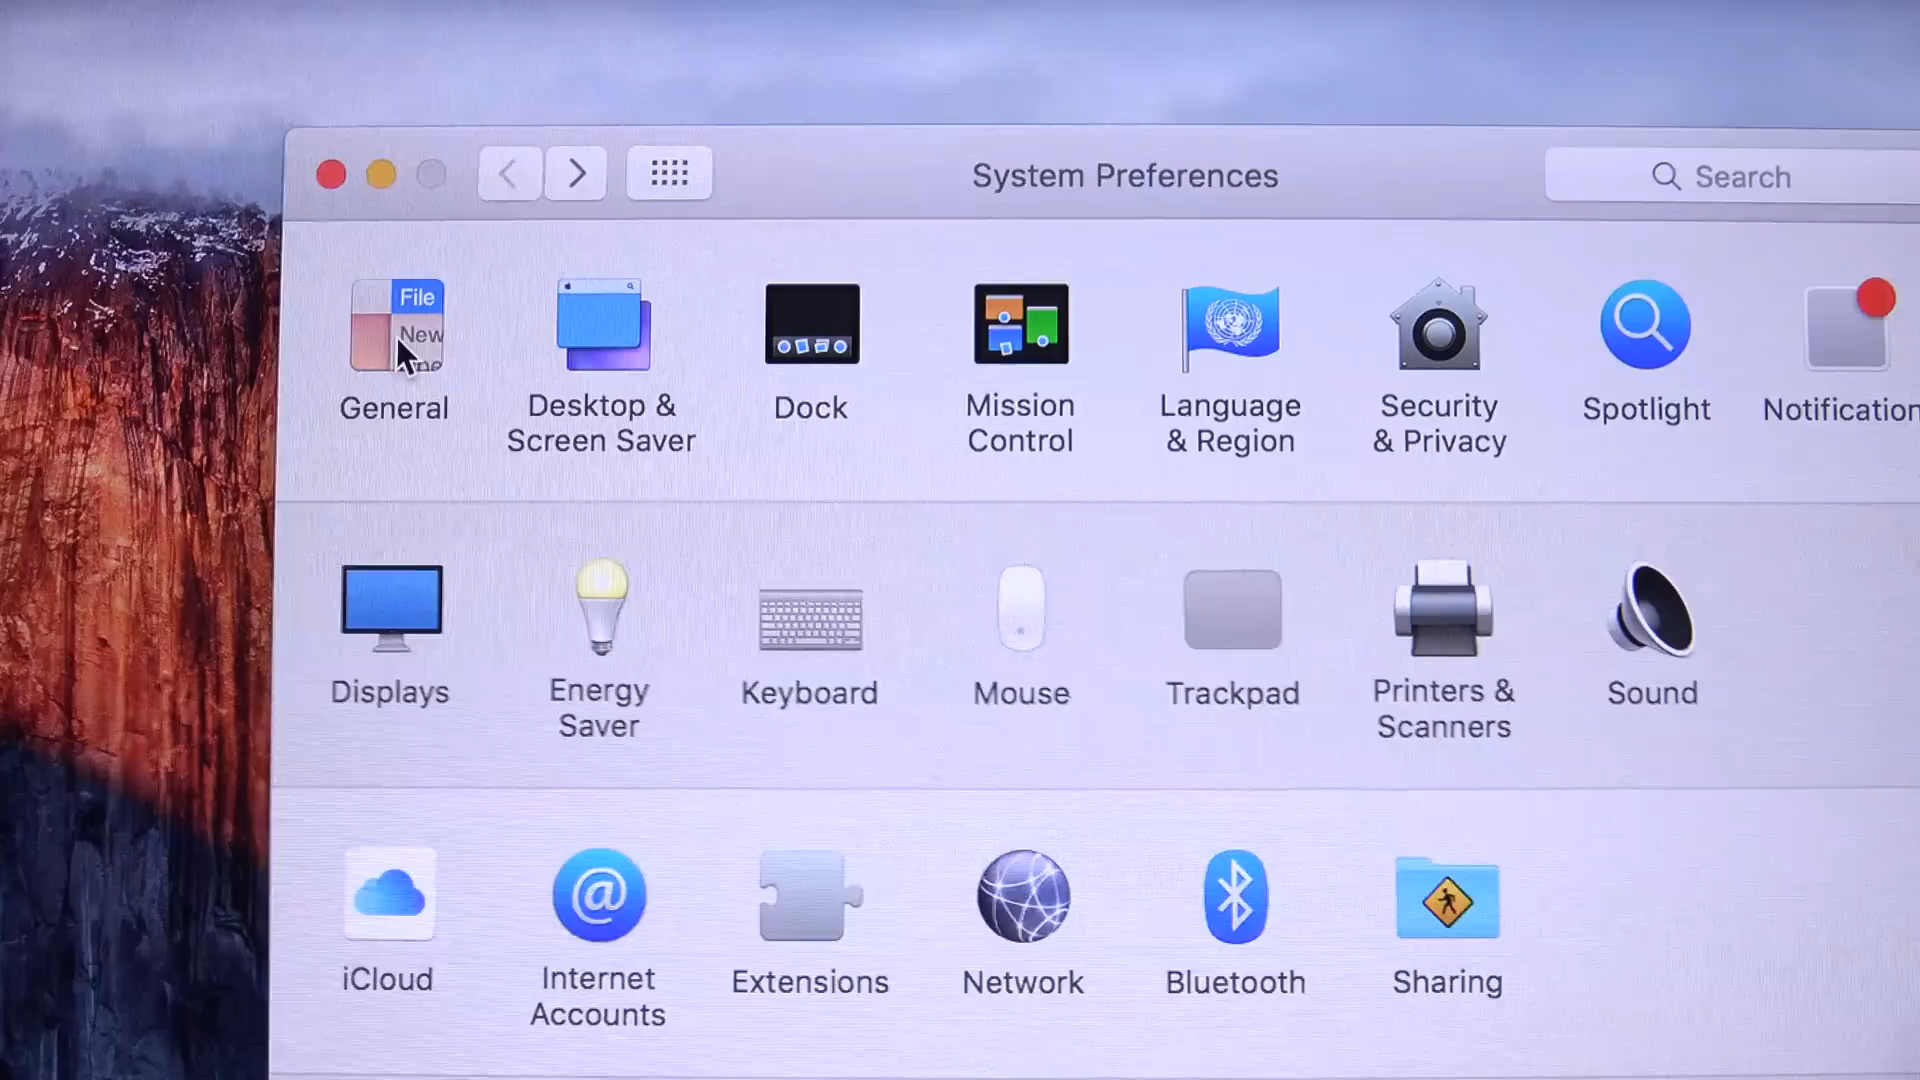 System Preferences
Search
File
New
General
Desktop &
Screen Saver
Dock
Mission
Control
Language
& Region
Security
& Privacy
Spotlight
Notification
Displays
Energy
Saver
Keyboard
Mouse
Trackpad
Printers &
Scanners
Sound
iCloud
@
Internet
Accounts
Extensions
Network
Bluetooth
Sharing